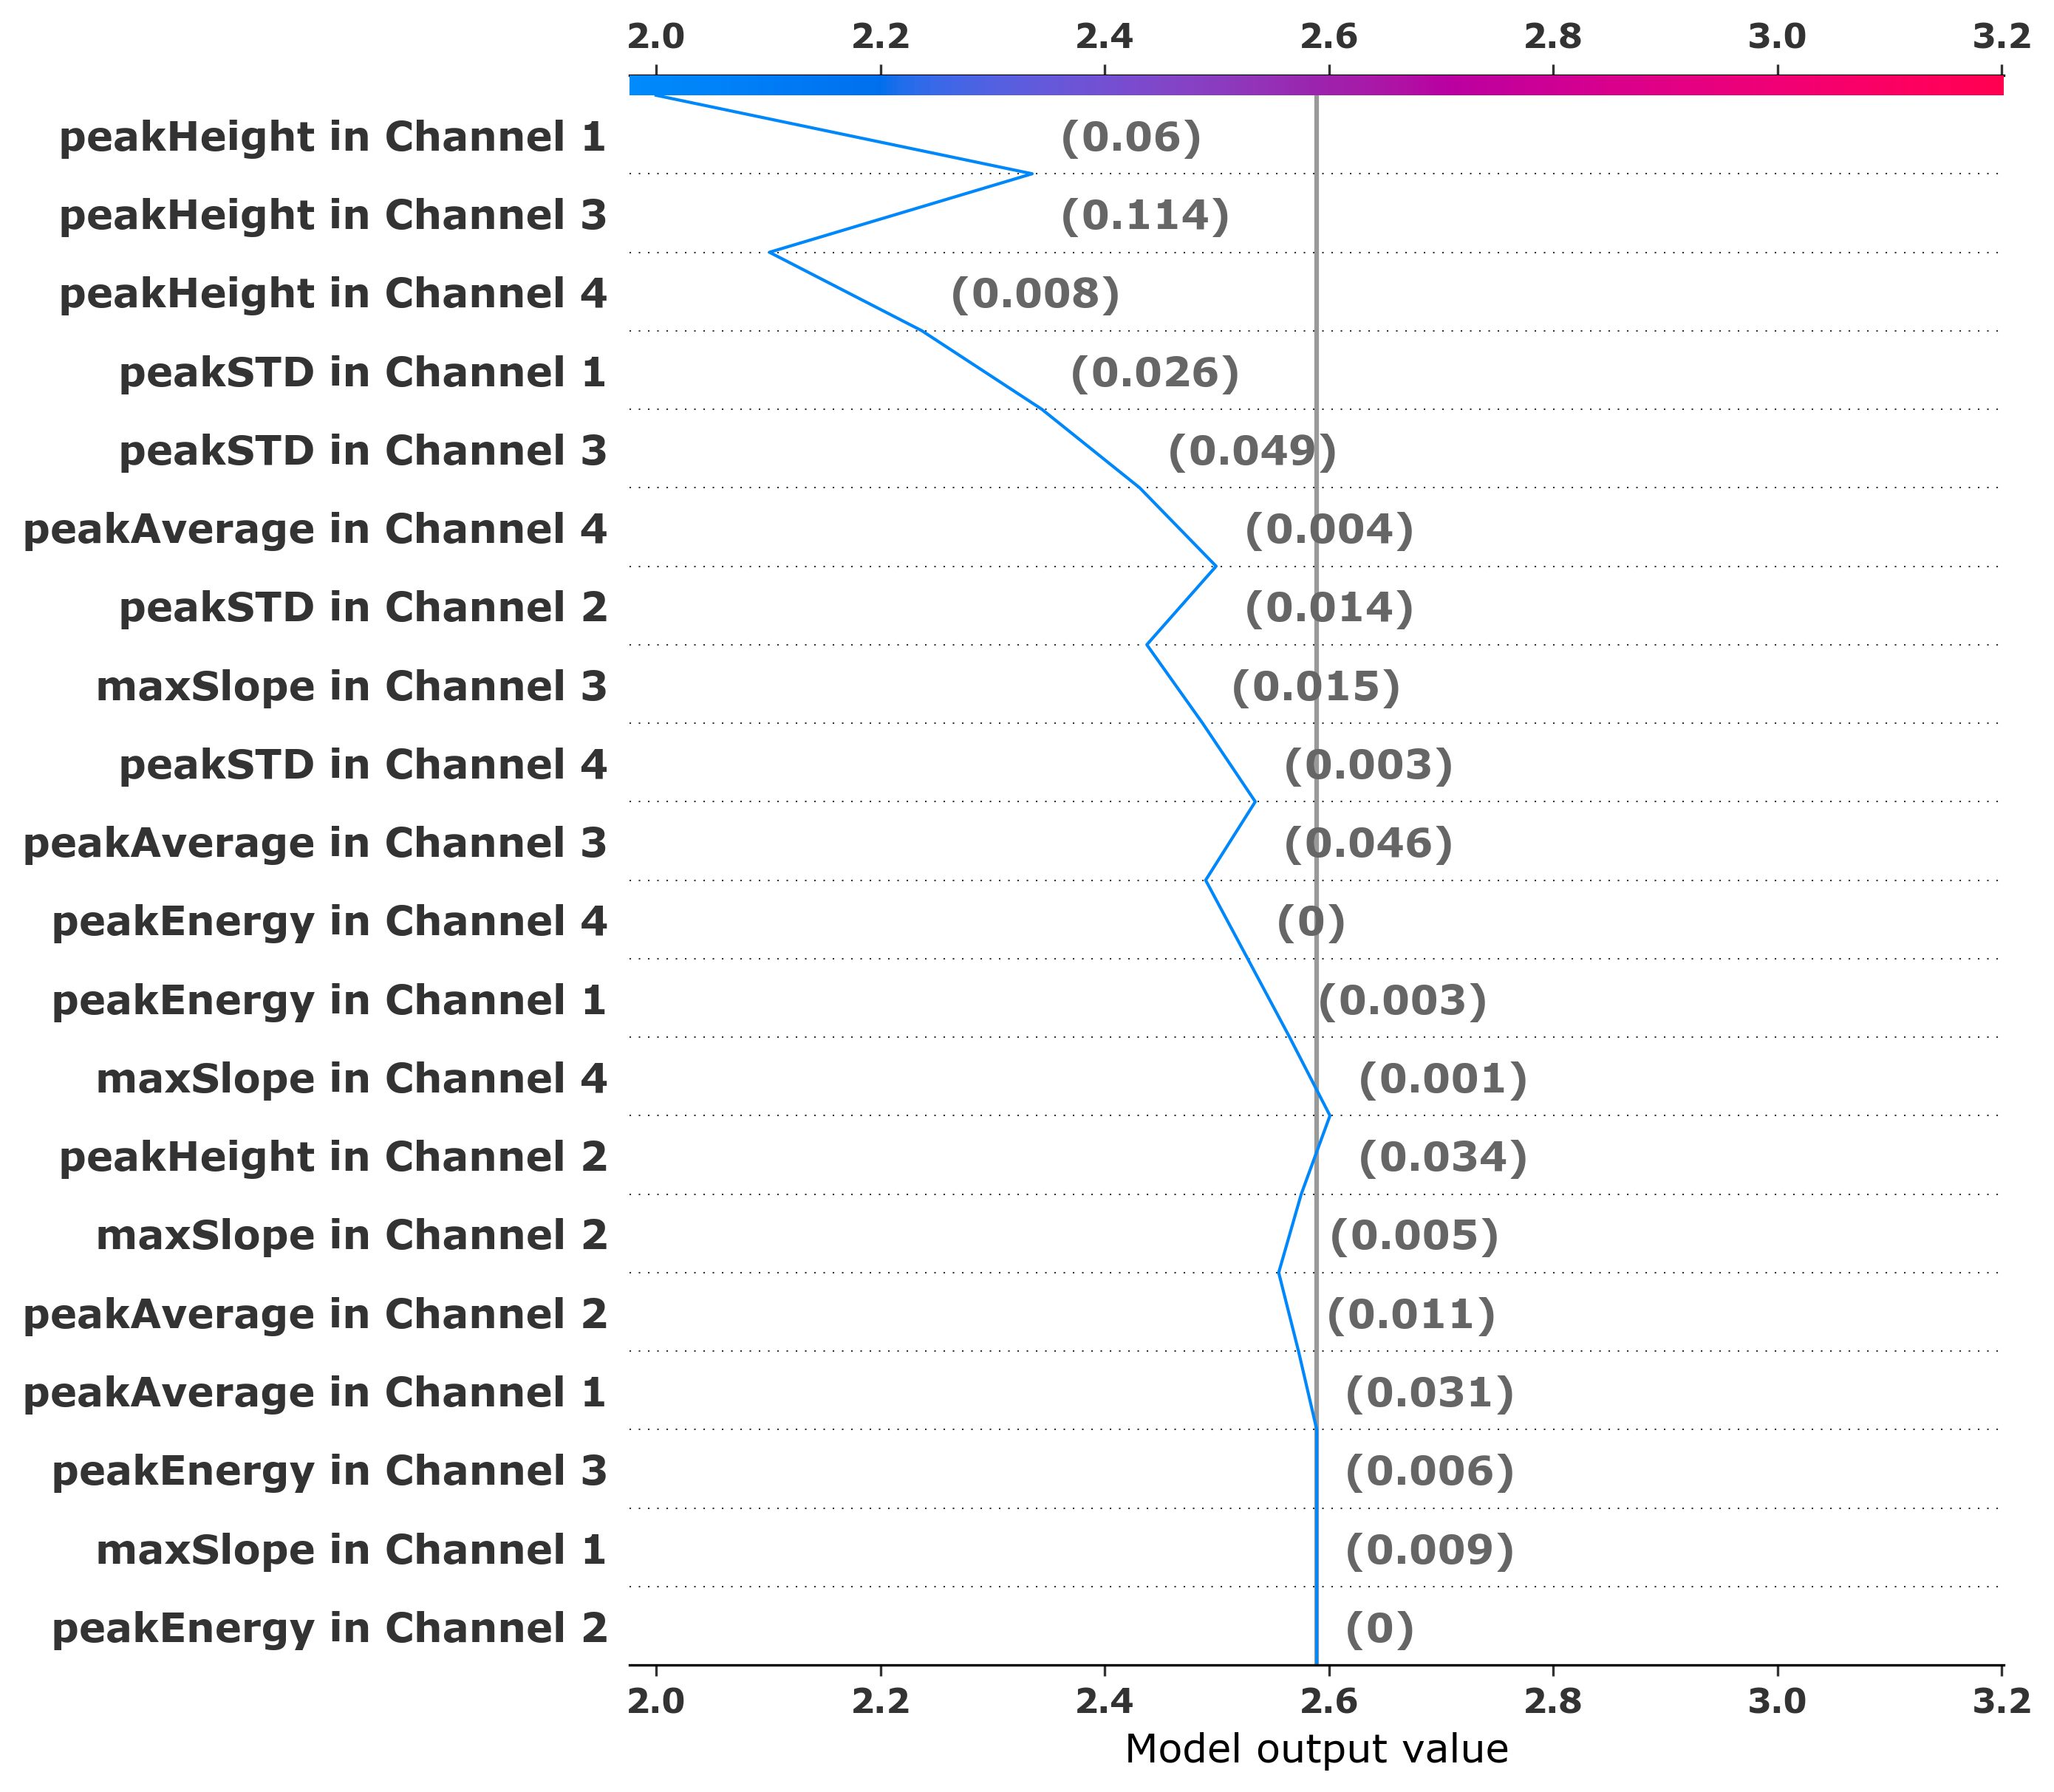 2.0 2.2 2.4 2.6 2.8 3.0 3.2
peakHeight in Channel 1 (0.06)
peakHeight in Channel 3 (0.114)
peakHeight in Channel 4 (0.008)
peakSTD in Channel 1 (0.026)
peakSTD in Channel 3 (0.049)
peakAverage in Channel 4 (0.004)
peakSTD in Channel 2 (0.014)
maxSlope in Channel 3 (0.015)
peakSTD in Channel 4 (0.003)
peakAverage in Channel 3 (0.046)
peakEnergy in Channel 4 (0)
peakEnergy in Channel 1 (0.003)
maxSlope in Channel 4 (0.001)
peakHeight in Channel 2 (0.034)
maxSlope in Channel 2 (0.005)
peakAverage in Channel 2 (0.011)
peakAverage in Channel 1 (0.031)
peakEnergy in Channel 3 (0.006)
maxSlope in Channel 1 (0.009)
peakEnergy in Channel 2 (0)
2.0 2.2 2.4 2.6 2.8 3.0 3.2
Model output value